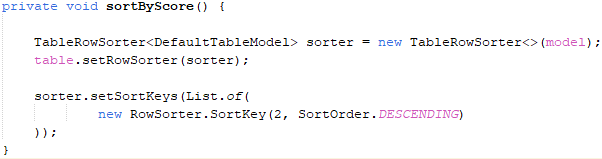 private void sortByScore() {
TableRowSorter<DefaultTableModel> sorter = new TableRowSorter<>(model);
table.setRowSorter(sorter);
sorter.setSortKeys(List.of(
new RowSorter.SortKey(2, SortOrder.DESCENDING)
));
}